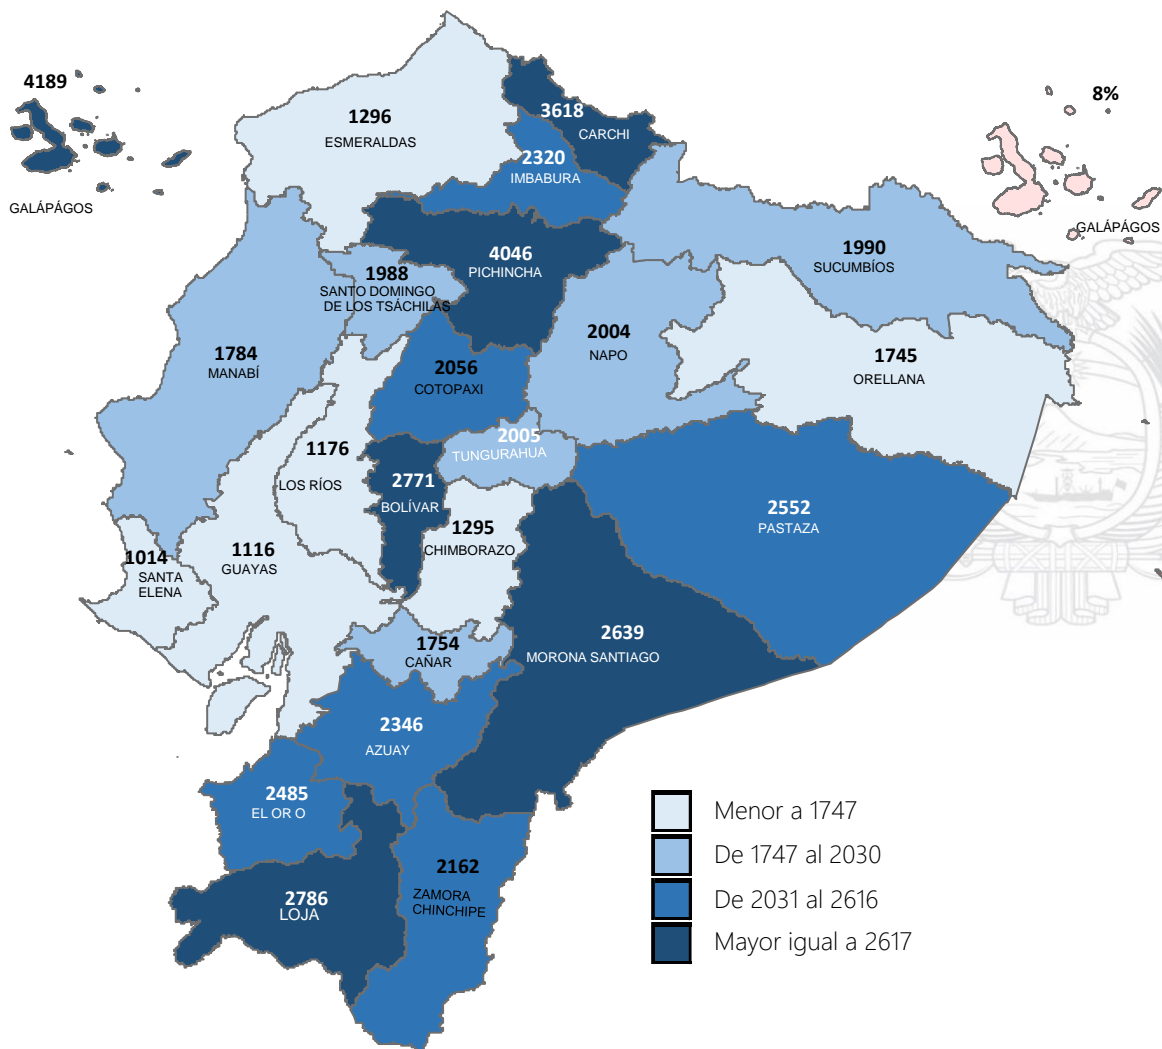 4189
GALÁPÁGOS
8%
GALÁPÁGOS
1296
ESMERALDAS
3618
CARCHI
2320
IMBABURA
4046
PICHINCHA
1990
SUCUMBÍOS
1988
SANTO DOMINGO
DE LOS TSÁCHILAS
2004
NAPO
1745
ORELLANA
1784
MANABÍ
2056
COTOPAXI
2005
TUNGURAHUA
1176
LOS RÍOS
2771
BOLÍVAR
2552
PASTAZA
1295
CHIMBORAZO
1014
SANTA
ELENA
1116
GUAYAS
1754
CAÑAR
2639
MORONA SANTIAGO
2346
AZUAY
2485
EL OR O
2162
ZAMORA
CHINCHIPE
2786
LOJA
Menor a 1747
De 1747 al 2030
De 2031 al 2616
Mayor igual a 2617